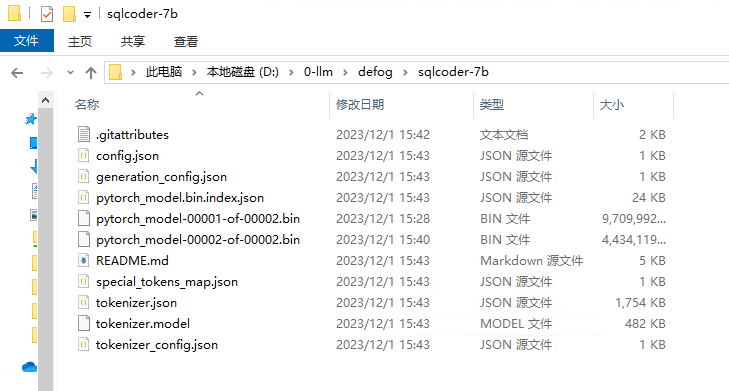 sqlcoder-7b
文件 主页 共享 查看
此电脑 本地磁盘 (D:) 0-llm defog sqlcoder-7b
名称 修改日期 类型 大小
.gitattributes 2023/12/1 15:42 文本文档 2 KB
config.json 2023/12/1 15:43 JSON 源文件 1 KB
generation_config.json 2023/12/1 15:43 JSON 源文件 1 KB
pytorch_model.bin.index.json 2023/12/1 15:43 JSON 源文件 24 KB
pytorch_model-00001-of-00002.bin 2023/12/1 15:28 BIN 文件 9,709,992...
pytorch_model-00002-of-00002.bin 2023/12/1 15:40 BIN 文件 4,434,119...
README.md 2023/12/1 15:43 Markdown 源文件 5 KB
special_tokens_map.json 2023/12/1 15:43 JSON 源文件 1 KB
tokenizer.json 2023/12/1 15:43 JSON 源文件 1,754 KB
tokenizer.model 2023/12/1 15:43 MODEL 文件 482 KB
tokenizer_config.json 2023/12/1 15:43 JSON 源文件 1 KB